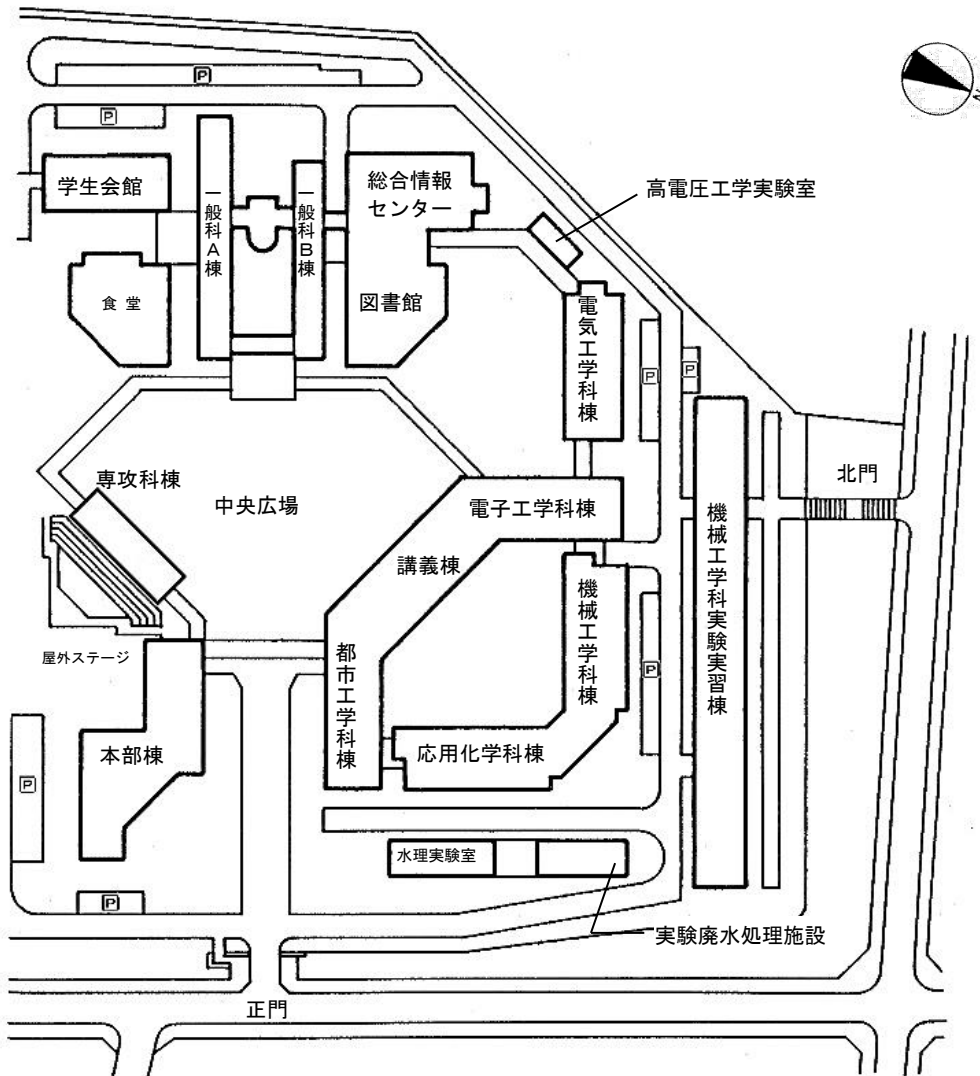 P
P
N
学生会館
一般科A棟
一般科B棟
総合情報
センター
高電圧工学実験室
食堂
図書館
電気工学科棟
P
P
専攻科棟
中央広場
電子工学科棟
北門
講義棟
機械工学科棟
機械工学科実験実習棟
屋外ステージ
都市工学科棟
P
本部棟
応用化学科棟
P
水理実験室
P
実験廃水処理施設
正門